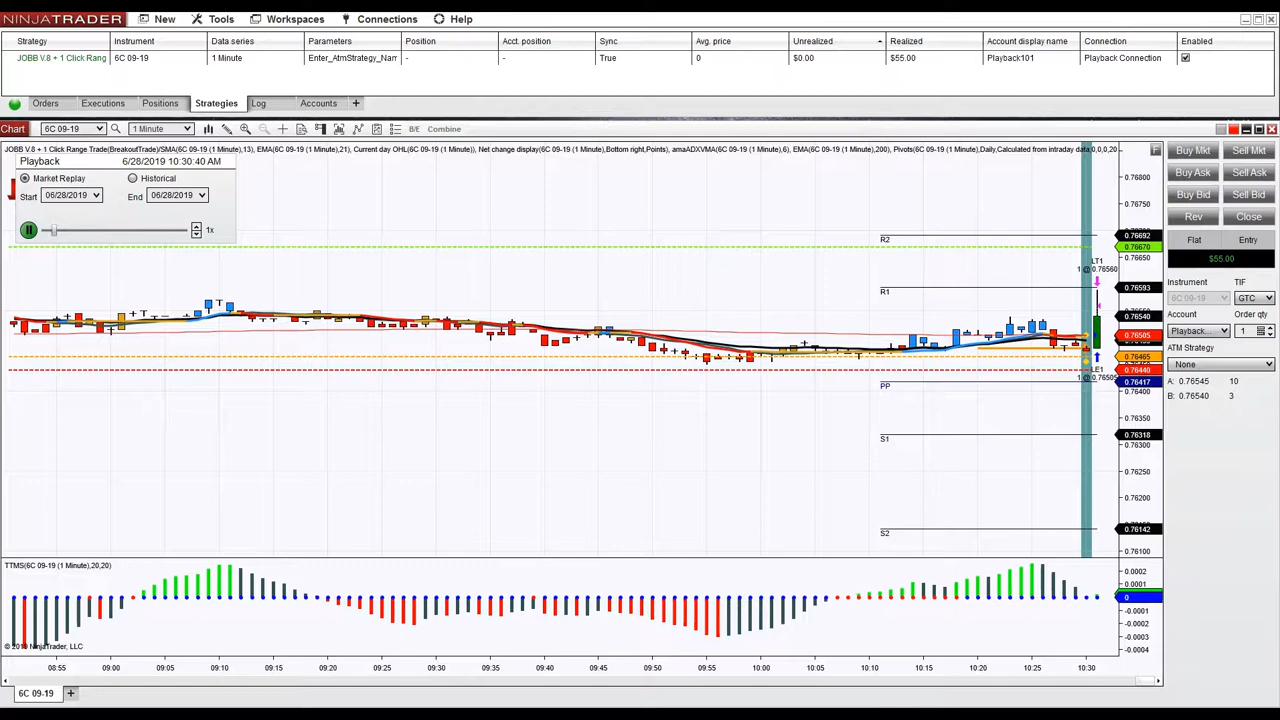 NINJATRADER New Tools Workspaces Connections Help
Strategy Instrument Data series Parameters Position Acct. position Sync Avg. price Unrealized Realized Account display name Connection Enabled
JOBB V.8 + 1 Click Rang 6C 09-19 1 Minute Enter_AtmStrategy_Nam - - True 0 $0.00 $55.00 Playback101 Playback Connection
Orders Executions Positions Strategies Log Accounts +
Chart 6C 09-19 1 Minute B/E Combine
JOBB V.8 + 1 Click Range Trade(BreakoutTrade)/SMA(6C 09-19 (1 Minute),13), EMA(6C 09-19 (1 Minute),21), Current day OHL(6C 09-19 (1 Minute)), Net change display(6C 09-19 (1 Minute),Bottom right,Points), amaADXVMA(6C 09-19 (1 Minute),6), EMA(6C 09-19 (1 Minute),200), Pivots(6C 09-19 (1 Minute),Daily,Calculated from intraday data,0,0,0,20
F
Playback 6/28/2019 10:30:40 AM
Market Replay Historical
Start 06/28/2019 End 06/28/2019
1x
0.76800
0.76750
R2 0.76692
0.76670
0.76650
LT1
1 @ 0.76560
R1 0.76593
0.76540
0.76505
0.76465
0.76440
LE1
1 @ 0.76505
PP 0.76417
0.76350
S1 0.76318
0.76300
0.76250
0.76200
S2 0.76142
0.76100
Buy Mkt Sell Mkt
Buy Ask Sell Ask
Buy Bid Sell Bid
Rev Close
Flat Entry
$55.00
Instrument TIF
6C 09-19 GTC
Account Order qty
Playback... 1
ATM Strategy
None
A: 0.76545 10
B: 0.76540 3
TTMS(6C 09-19 (1 Minute),20,20)
0.0002
0.0001
0
-0.0001
-0.0002
-0.0003
-0.0004
NinjaTrader, LLC
08:55 09:00 09:05 09:10 09:15 09:20 09:25 09:30 09:35 09:40 09:45 09:50 09:55 10:00 10:05 10:10 10:15 10:20 10:25 10:30
6C 09-19 +